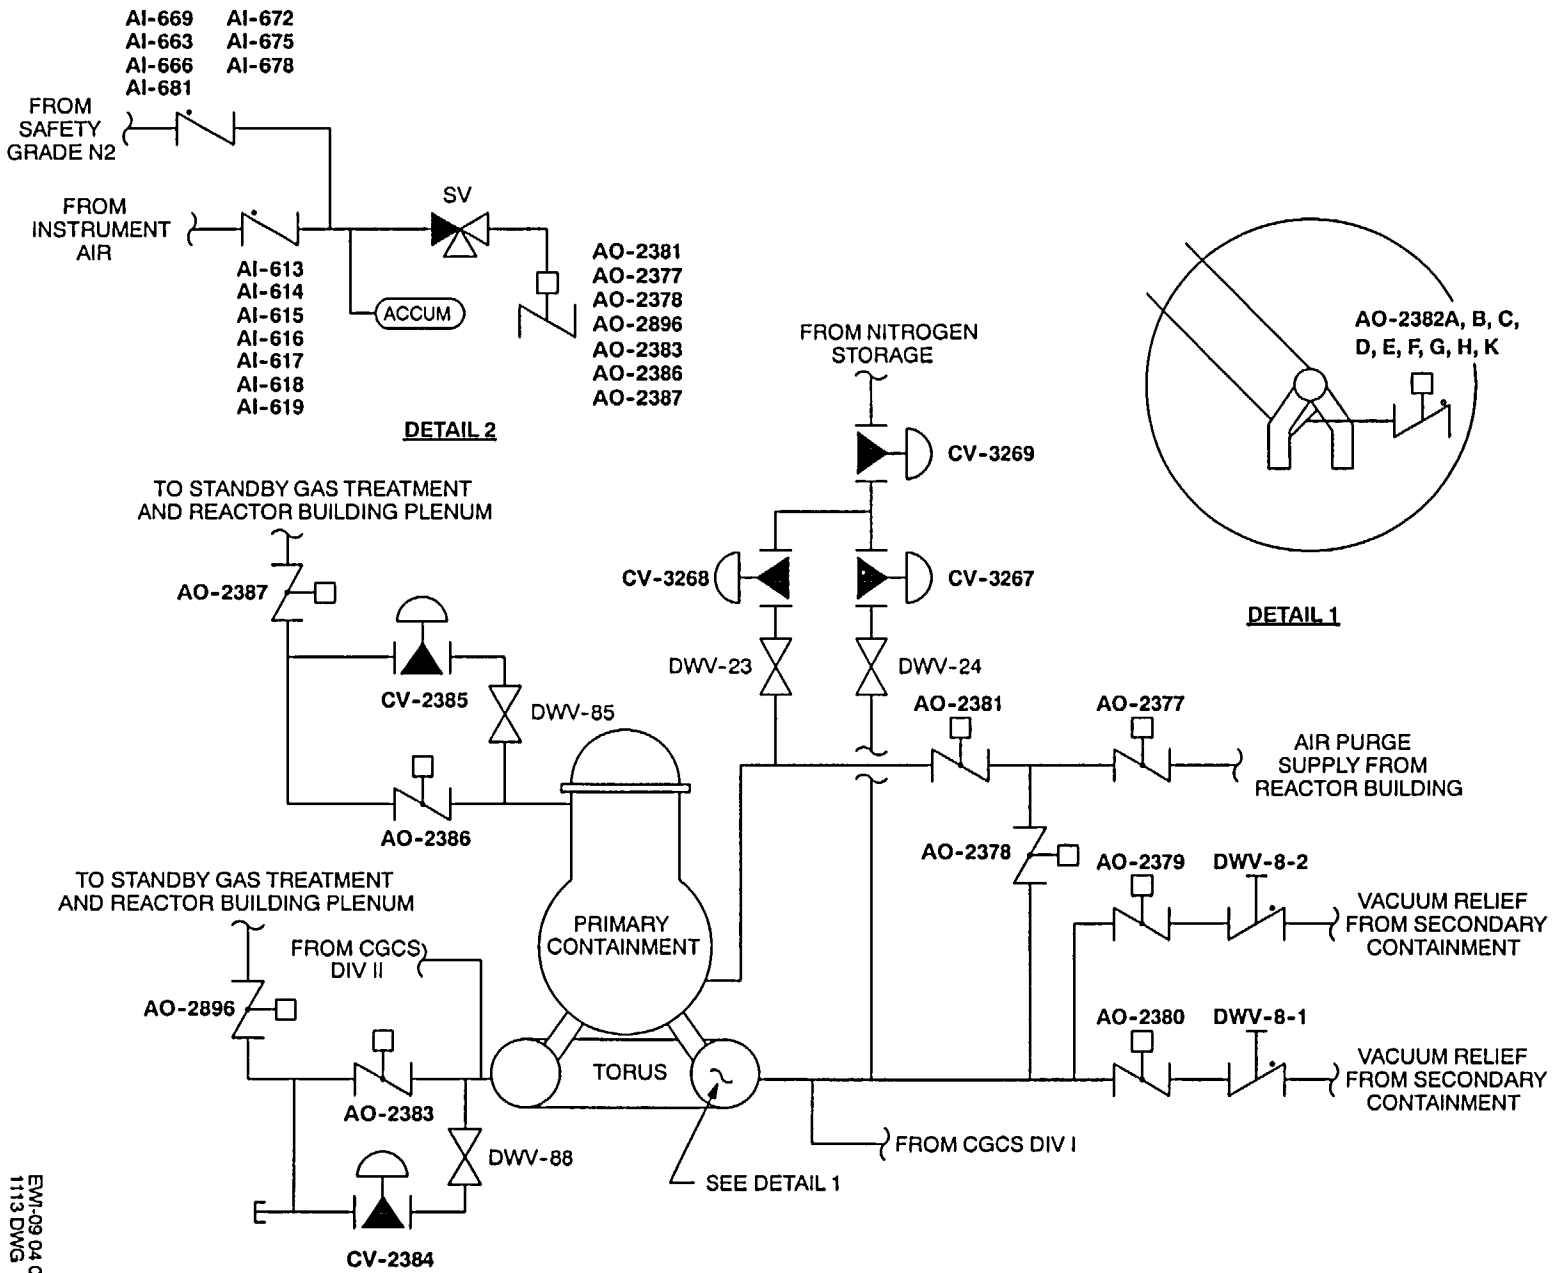 AI-669 AI-672
AI-663 AI-675
AI-666 AI-678
AI-681
FROM
SAFETY
GRADE N2
FROM
INSTRUMENT
AIR
SV
ACCUM
AI-613
AI-614
AI-615
AI-616
AI-617
AI-618
AI-619
AO-2381
AO-2377
AO-2378
AO-2896
AO-2383
AO-2386
AO-2387
DETAIL 2
FROM NITROGEN
STORAGE
CV-3269
CV-3268
CV-3267
DWV-23
DWV-24
AO-2382A, B, C,
D, E, F, G, H, K
DETAIL 1
TO STANDBY GAS TREATMENT
AND REACTOR BUILDING PLENUM
AO-2387
CV-2385
DWV-85
AO-2386
AO-2381
AO-2377
AIR PURGE
SUPPLY FROM
REACTOR BUILDING
AO-2378
AO-2379
DWV-8-2
VACUUM RELIEF
FROM SECONDARY
CONTAINMENT
TO STANDBY GAS TREATMENT
AND REACTOR BUILDING PLENUM
FROM CGCS
DIV II
PRIMARY
CONTAINMENT
AO-2896
AO-2383
TORUS
AO-2380
DWV-8-1
VACUUM RELIEF
FROM SECONDARY
CONTAINMENT
DWV-88
FROM CGCS DIV I
SEE DETAIL 1
CV-2384
EWI-09 04 0
1113 DWG